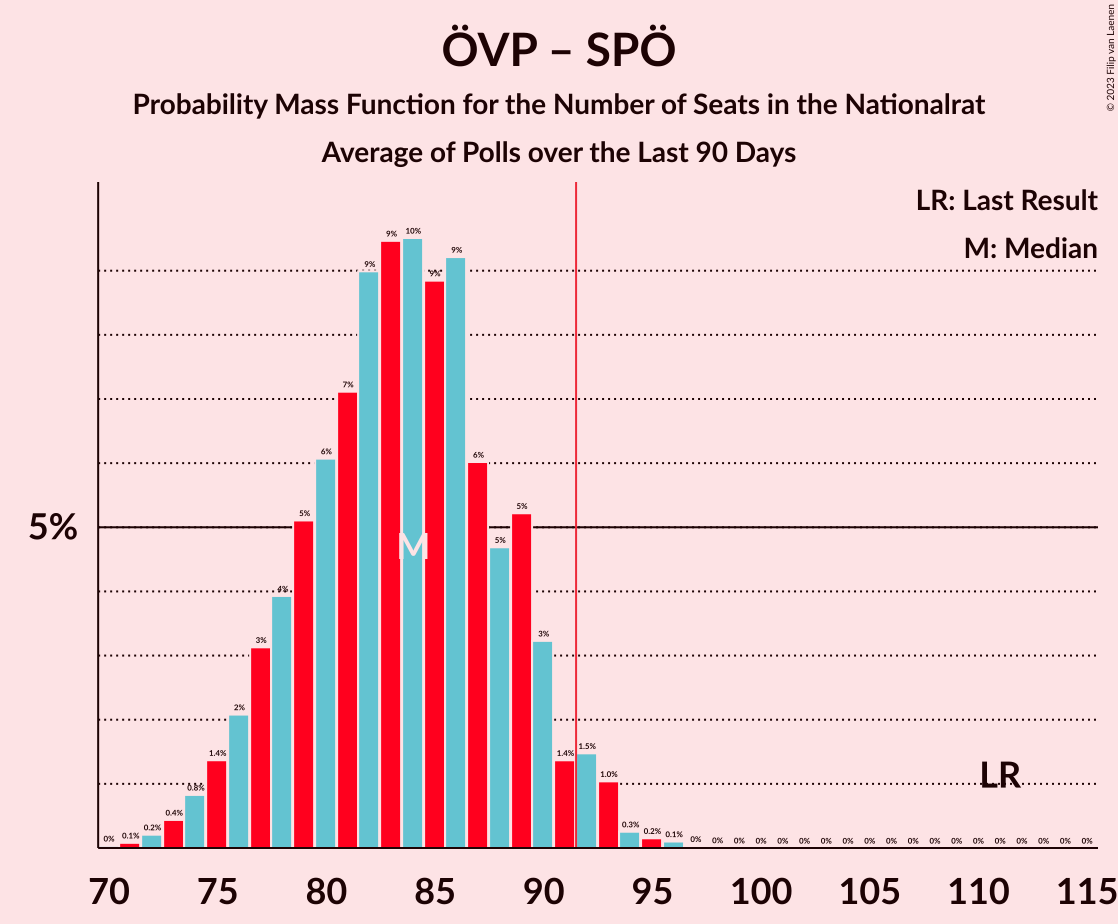 ÖVP – SPÖ
Probability Mass Function for the Number of Seats in the Nationalrat
Average of Polls over the Last 90 Days
© 2023 Filip van Laenen
LR: Last Result
M: Median
5%
0% 0.1% 0.2% 0.4% 0.8% 1.4% 2% 3% 4% 5% 6% 7% 9% 9% 10% 9% 9% 6% 5% 5% 3% 1.4% 1.5% 1.0% 0.3% 0.2% 0.1% 0% 0% 0% 0% 0% 0% 0% 0% 0% 0% 0% 0% 0% 0% 0% 0% 0% 0% 0%
M
LR
70 75 80 85 90 95 100 105 110 115